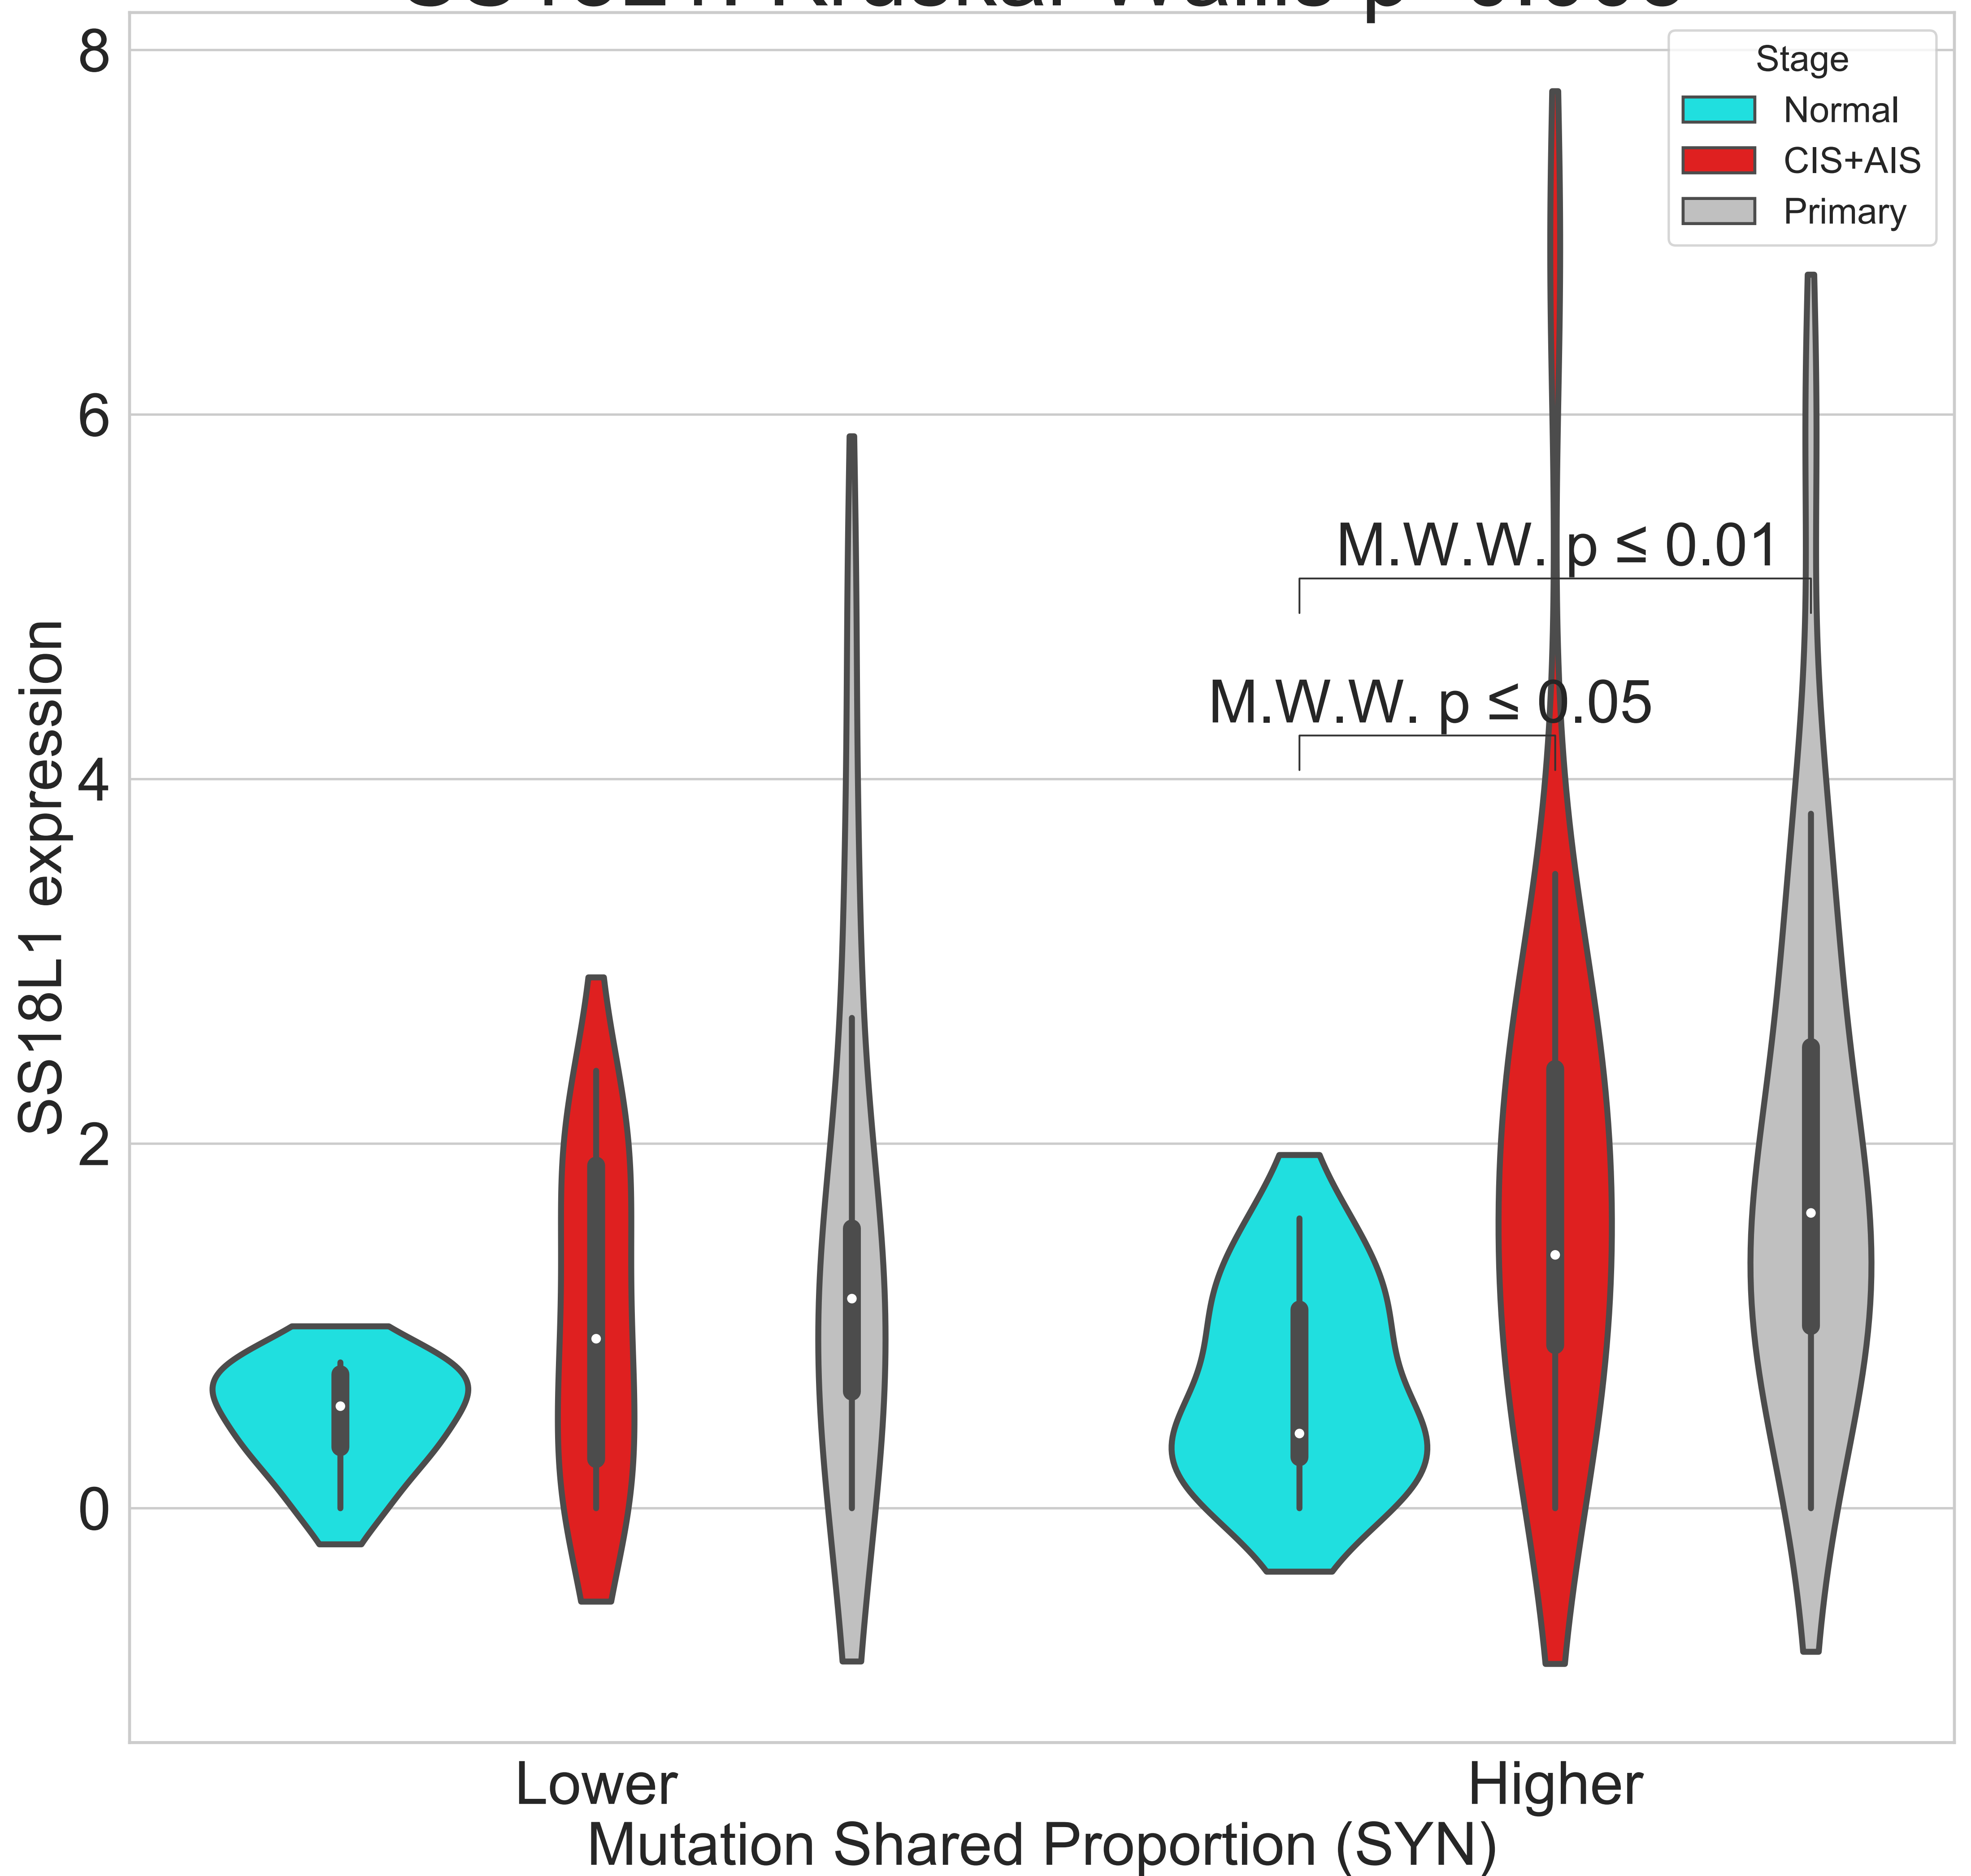 8
6
4
2
0
SS18L1 expression
Stage
Normal
CIS+AIS
Primary
M.W.W. p ≤ 0.01
M.W.W. p ≤ 0.05
Lower
Higher
Mutation Shared Proportion (SYN)